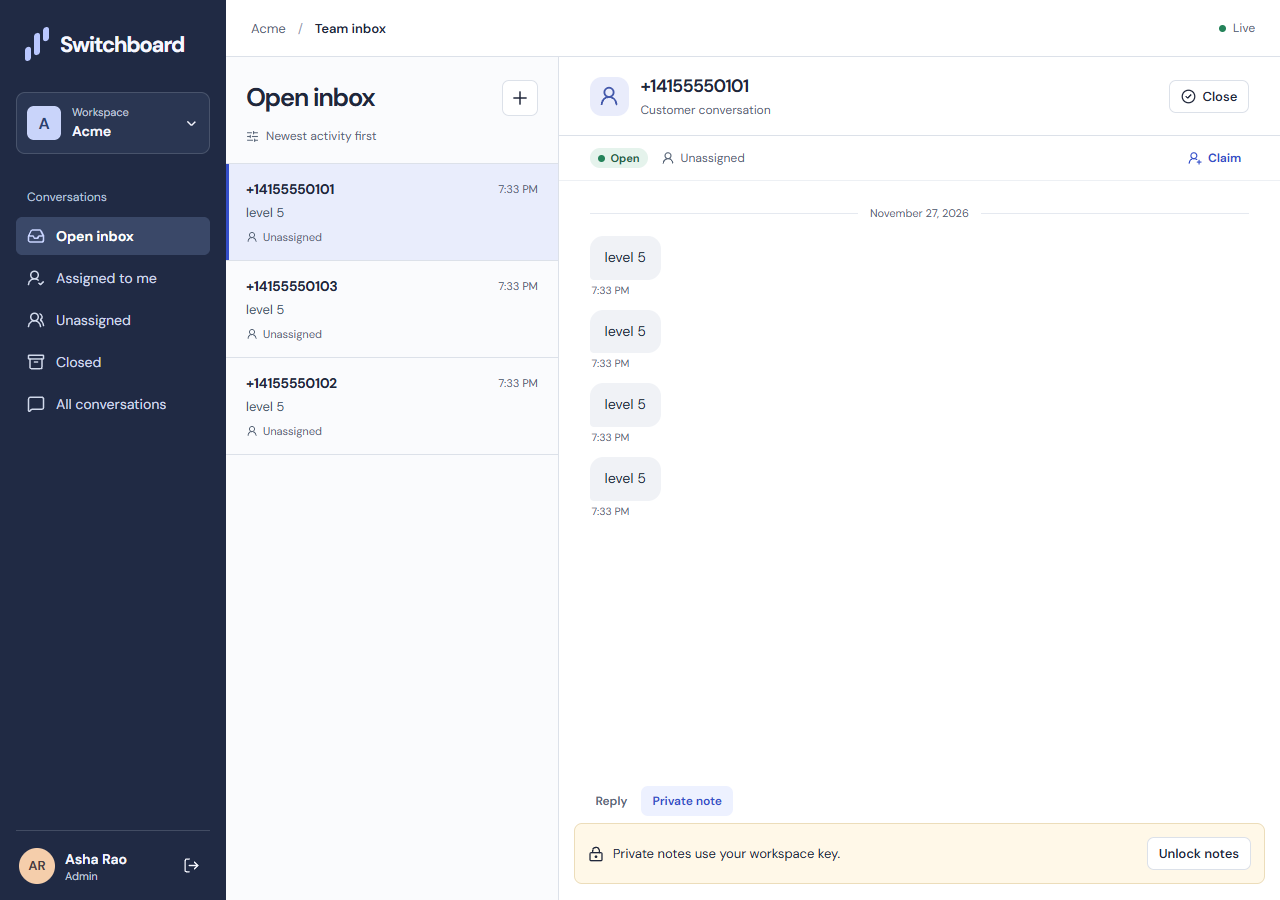 Switchboard
A
Workspace
Acme
Conversations
Open inbox
Assigned to me
Unassigned
Closed
All conversations
AR
Asha Rao
Admin
Acme / Team inbox
Live
Open inbox
Newest activity first
+14155550101 7:33 PM
level 5
Unassigned
+14155550103 7:33 PM
level 5
Unassigned
+14155550102 7:33 PM
level 5
Unassigned
+14155550101
Customer conversation
Close
Open Unassigned
Claim
November 27, 2026
level 5
7:33 PM
level 5
7:33 PM
level 5
7:33 PM
level 5
7:33 PM
Reply Private note
Private notes use your workspace key.
Unlock notes